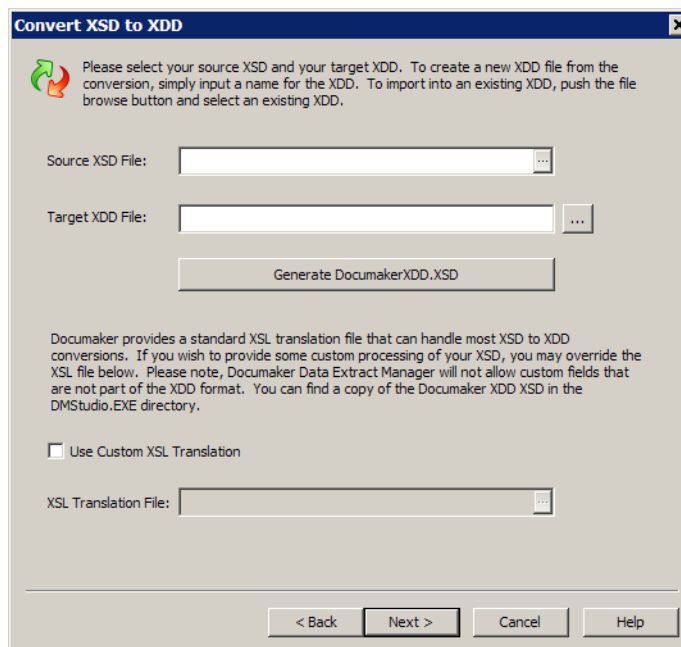 Convert XSD to XDD
Please select your source XSD and your target XDD. To create a new XDD file from the
conversion, simply input a name for the XDD. To import into an existing XDD, push the file
browse button and select an existing XDD.
Source XSD File:
...
Target XDD File:
...
Generate DocumakerXDD.XSD
Documaker provides a standard XSL translation file that can handle most XSD to XDD
conversions. If you wish to provide some custom processing of your XSD, you may override the
XSL file below. Please note, Documaker Data Extract Manager will not allow custom fields that
are not part of the XDD format. You can find a copy of the Documaker XDD XSD in the
DMStudio.EXE directory.
Use Custom XSL Translation
XSL Translation File:
...
< Back Next > Cancel Help